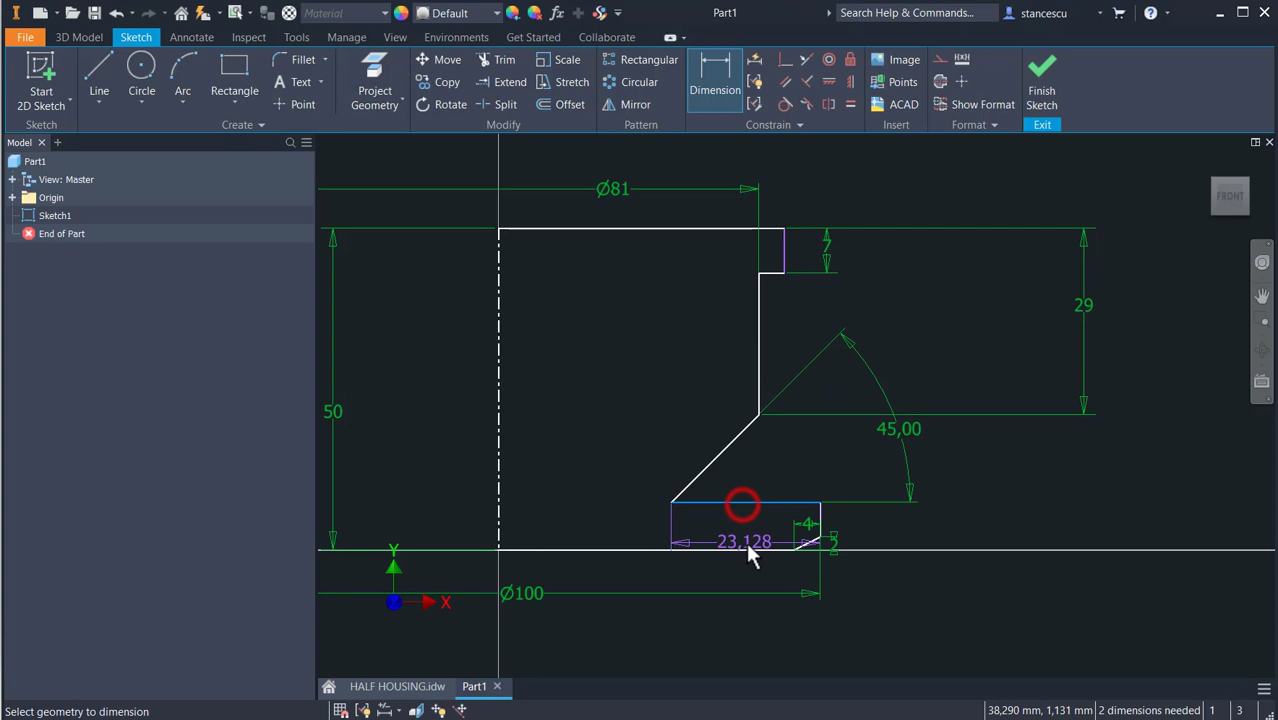 Material
Default
Part1
Search Help & Commands...
stancescu
File
3D Model
Sketch
Annotate
Inspect
Tools
Manage
View
Environments
Get Started
Collaborate
Start
2D Sketch
Line
Circle
Arc
Rectangle
Fillet
Text
Point
Project
Geometry
Move
Copy
Rotate
Trim
Extend
Split
Scale
Stretch
Offset
Rectangular
Circular
Mirror
Dimension
Image
Points
ACAD
Show Format
Finish
Sketch
Sketch
Create
Modify
Pattern
Constrain
Insert
Format
Exit
Model
Part1
View: Master
Origin
Sketch1
End of Part
FRONT
Ø81
7
29
50
45,00
4
23,128
2
Y
Ø100
Z
X
HALF HOUSING.idw
Part1
Select geometry to dimension
38,290 mm, 1,131 mm
2 dimensions needed
1
3